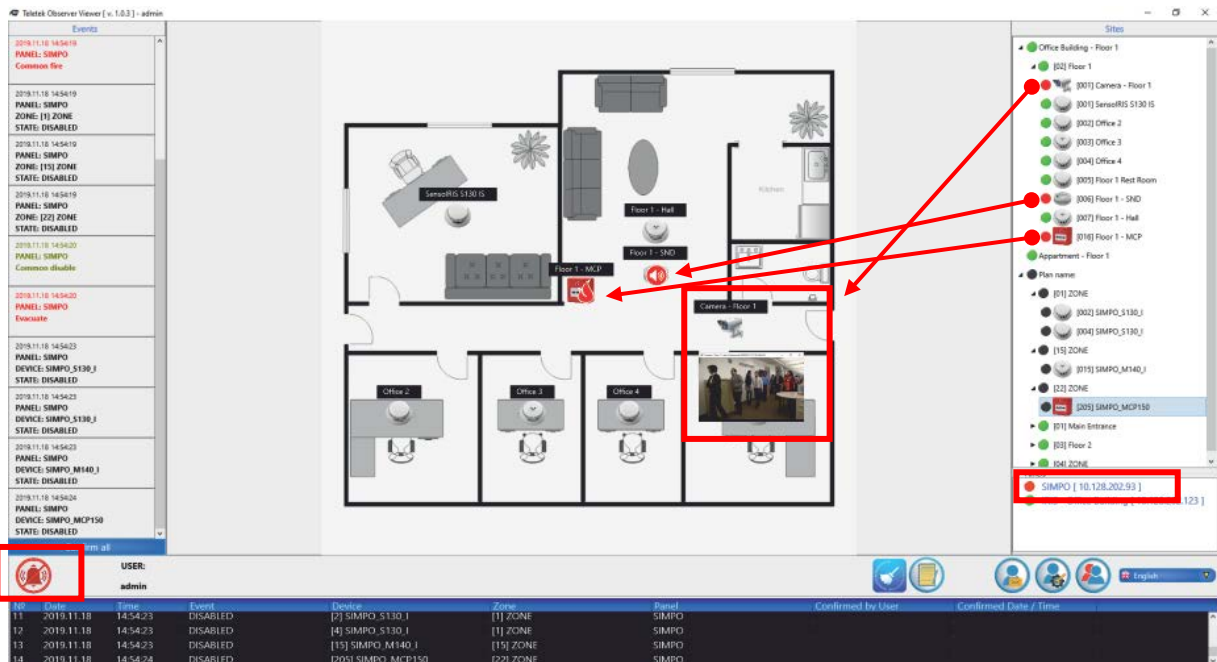 Teletek Observer Viewer [ v. 1.0.3 ] - admin
Events
2019.11.18 14:54:19
PANEL: SIMPO
Common fire
2019.11.18 14:54:19
PANEL: SIMPO
ZONE: [1] ZONE
STATE: DISABLED
2019.11.18 14:54:19
PANEL: SIMPO
ZONE: [15] ZONE
STATE: DISABLED
2019.11.18 14:54:19
PANEL: SIMPO
ZONE: [22] ZONE
STATE: DISABLED
2019.11.18 14:54:20
PANEL: SIMPO
Common disable
2019.11.18 14:54:20
PANEL: SIMPO
Evacuate
2019.11.18 14:54:23
PANEL: SIMPO
DEVICE: SIMPO_S130_I
STATE: DISABLED
2019.11.18 14:54:23
PANEL: SIMPO
DEVICE: SIMPO_S130_I
STATE: DISABLED
2019.11.18 14:54:23
PANEL: SIMPO
DEVICE: SIMPO_M140_I
STATE: DISABLED
2019.11.18 14:54:24
PANEL: SIMPO
DEVICE: SIMPO_MCP150
STATE: DISABLED
all
SensoIRIS S130 IS
Kitchen
Floor 1 - Hall
Floor 1 - SND
Floor 1 - MCP
Camera - Floor 1
Office 2
Office 3
Office 4
Sites
Office Building - Floor 1
[02] Floor 1
[001] Camera - Floor 1
[001] SensoIRIS S130 IS
[002] Office 2
[003] Office 3
[004] Office 4
[005] Floor 1 Rest Room
[006] Floor 1 - SND
[007] Floor 1 - Hall
[016] Floor 1 - MCP
Appartment - Floor 1
Plan name
[01] ZONE
[002] SIMPO_S130_I
[004] SIMPO_S130_I
[15] ZONE
[015] SIMPO_M140_I
[22] ZONE
[205] SIMPO_MCP150
[01] Main Entrance
[03] Floor 2
[04] ZONE
SIMPO [ 10.128.202.93 ]
.123 ]
USER:
admin
English
№ Date Time Event Device Zone Panel Confirmed by User Confirmed Date / Time
11 2019.11.18 14:54:23 DISABLED [2] SIMPO_S130_I [1] ZONE SIMPO
12 2019.11.18 14:54:23 DISABLED [4] SIMPO_S130_I [1] ZONE SIMPO
13 2019.11.18 14:54:23 DISABLED [15] SIMPO_M140_I [15] ZONE SIMPO
14 2019.11.18 14:54:24 DISABLED [205] SIMPO_MCP150 [22] ZONE SIMPO